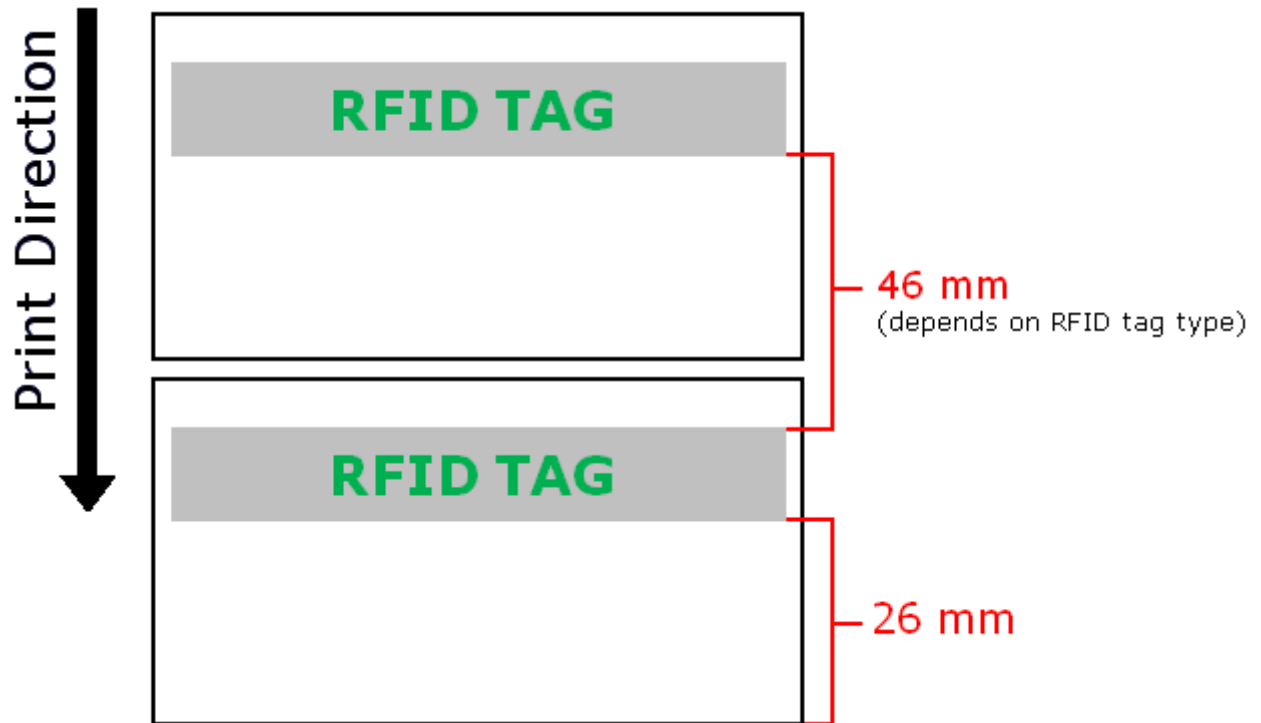 Print Direction
RFID TAG
46 mm
(depends on RFID tag type)
RFID TAG
26 mm